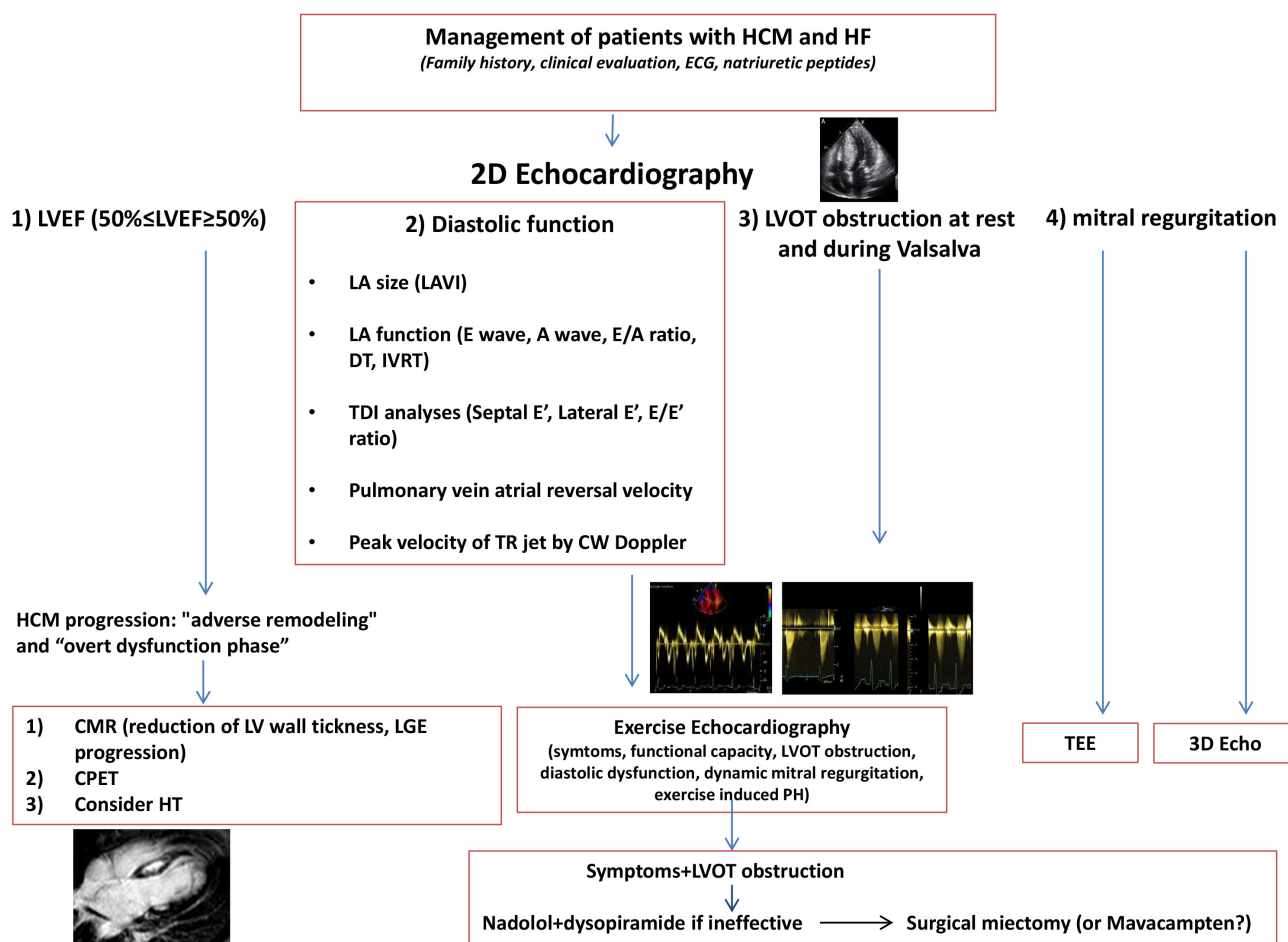 Management of patients with HCM and HF
(Family history, clinical evaluation, ECG, natriuretic peptides)
2D Echocardiography
1) LVEF (50%≤LVEF≥50%)
2) Diastolic function
• LA size (LAVI)
• LA function (E wave, A wave, E/A ratio,
DT, IVRT)
• TDI analyses (Septal E’, Lateral E’, E/E’
ratio)
• Pulmonary vein atrial reversal velocity
• Peak velocity of TR jet by CW Doppler
3) LVOT obstruction at rest
and during Valsalva
4) mitral regurgitation
HCM progression: "adverse remodeling"
and “overt dysfunction phase”
1) CMR (reduction of LV wall tickness, LGE
progression)
2) CPET
3) Consider HT
Exercise Echocardiography
(symtoms, functional capacity, LVOT obstruction,
diastolic dysfunction, dynamic mitral regurgitation,
exercise induced PH)
TEE
3D Echo
Symptoms+LVOT obstruction
Nadolol+dysopiramide if ineffective
Surgical miectomy (or Mavacampten?)